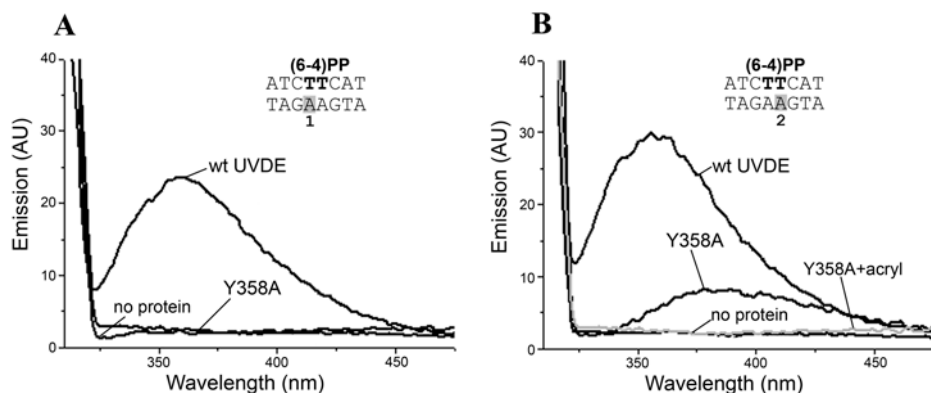 A
(6-4)PP
ATCTTCAT
TAGAAGTA
1
wt UVDE
no protein
Y358A
Emission (AU)
40
30
20
10
0
350
400
450
Wavelength (nm)
B
(6-4)PP
ATCTTCAT
TAGAAGTA
2
wt UVDE
Y358A
Y358A+acryl
no protein
Emission (AU)
40
30
20
10
0
350
400
450
Wavelength (nm)